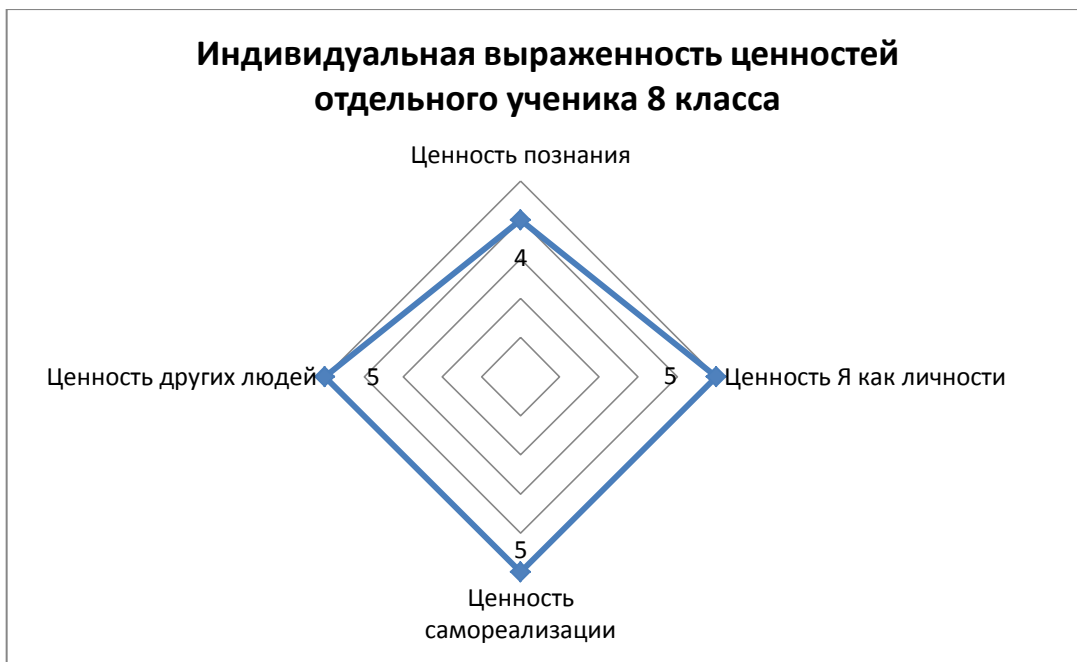 Индивидуальная выраженность ценностей
отдельного ученика 8 класса
Ценность познания
4
Ценность других людей
5
5
Ценность Я как личности
5
Ценность
самореализации